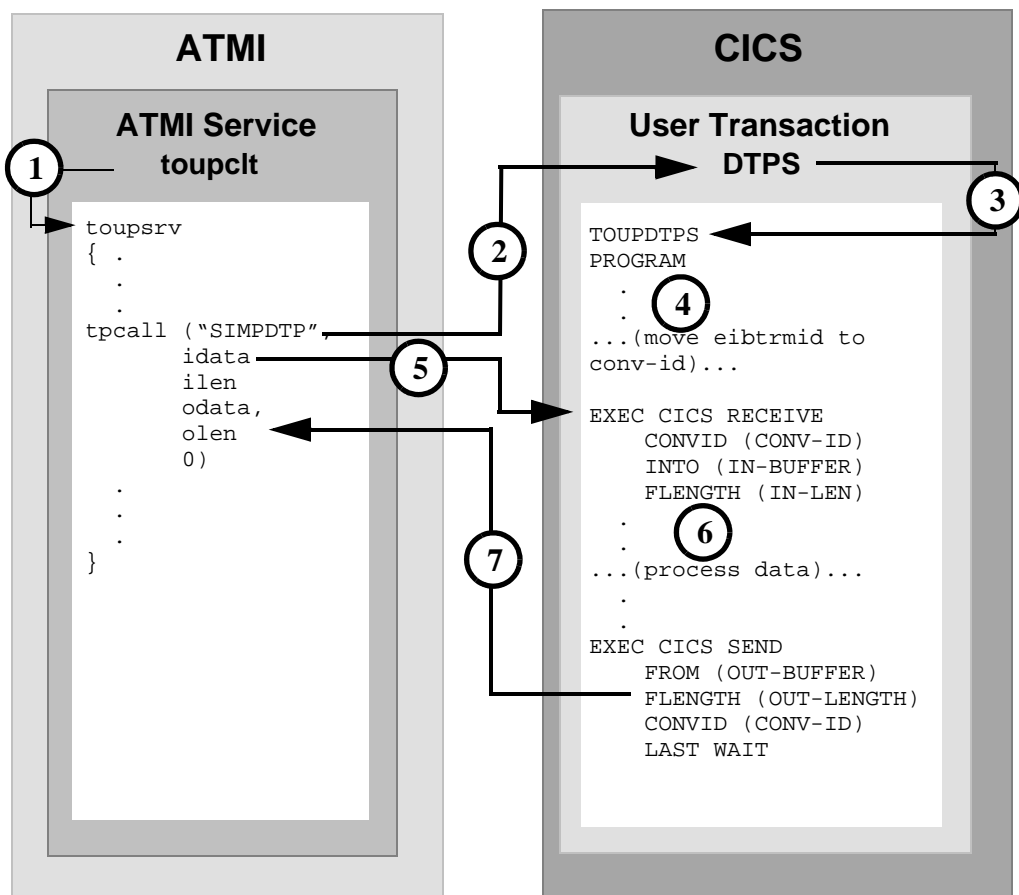 ATMI
ATMI Service
toupclt
1
toupsrv
{ .
.
.
tpcall (“SIMPDTP”,
idata
ilen
odata,
olen
0)
.
.
.
}
2
5
7
CICS
User Transaction
DTPS
3
TOUPDTPS
PROGRAM
.
.
4
...(move eibtrmid to
conv-id)...
EXEC CICS RECEIVE
CONVID (CONV-ID)
INTO (IN-BUFFER)
FLENGTH (IN-LEN)
.
.
6
...(process data)...
.
.
EXEC CICS SEND
FROM (OUT-BUFFER)
FLENGTH (OUT-LENGTH)
CONVID (CONV-ID)
LAST WAIT